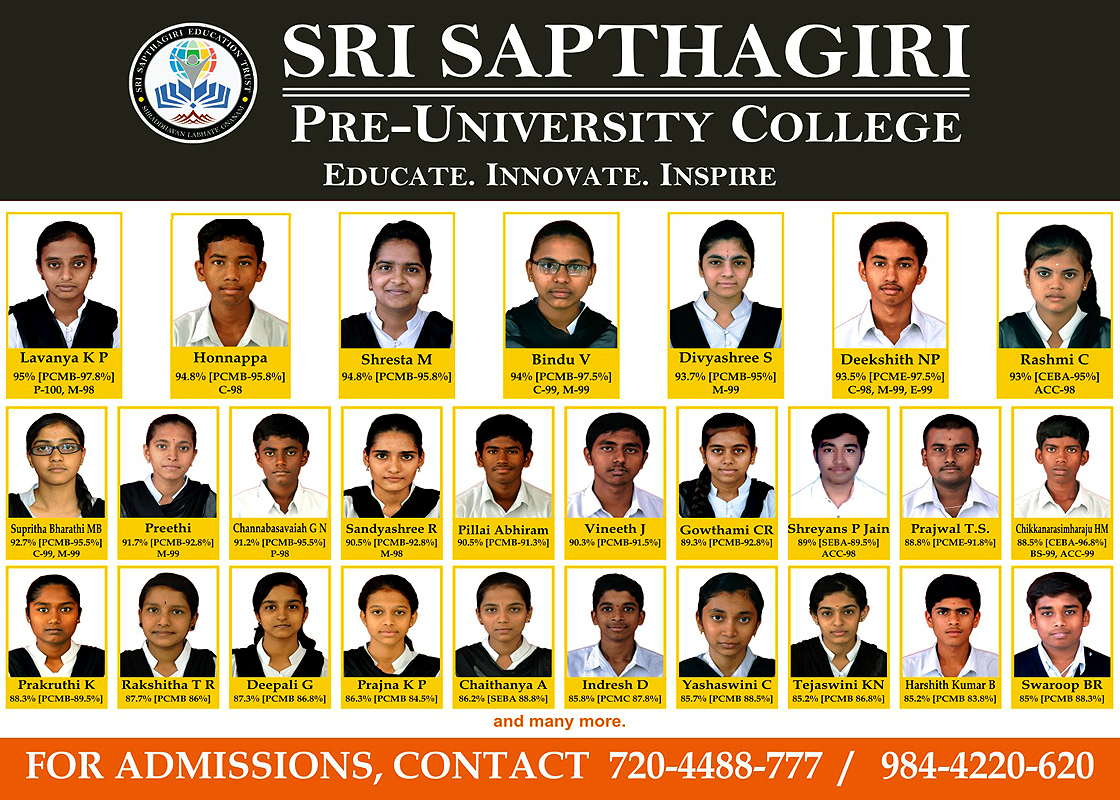 SRI SAPTHAGIRI EDUCATION TRUST
SHRADDHAVAN LABHATE GNANAM
SRI SAPTHAGIRI
PRE-UNIVERSITY COLLEGE
EDUCATE. INNOVATE. INSPIRE
Lavanya K P
95% [PCMB-97.8%]
P-100, M-98
Honnappa
94.8% [PCMB-95.8%]
C-98
Shresta M
94.8% [PCMB-95.8%]
Bindu V
94% [PCMB-97.5%]
C-99, M-99
Divyashree S
93.7% [PCMB-95%]
M-99
Deekshith NP
93.5% [PCME-97.5%]
C-98, M-99, E-99
Rashmi C
93% [CEBA-95%]
ACC-98
Supritha Bharathi MB
92.7% [PCMB-95.5%]
C-99, M-99
Preethi
91.7% [PCMB-92.8%]
M-99
Channabasavaiah G N
91.2% [PCMB-95.5%]
P-98
Sandyashree R
90.5% [PCMB-92.8%]
M-98
Pillai Abhiram
90.5% [PCMB-91.3%]
Vineeth J
90.3% [PCMB-91.5%]
Gowthami CR
89.3% [PCMB-92.8%]
Shreyans P Jain
89% [SEBA-89.5%]
ACC-98
Prajwal T.S.
88.8% [PCME-91.8%]
Chikkanarasimharaju HM
88.5% [CEBA-96.8%]
BS-99, ACC-99
Prakruthi K
88.3% [PCMB-89.5%]
Rakshitha T R
87.7% [PCMB 86%]
Deepali G
87.3% [PCMB 86.8%]
Prajna K P
86.3% [PCMB 84.5%]
Chaithanya A
86.2% [SEBA 88.8%]
Indresh D
85.8% [PCMC 87.8%]
Yashaswini C
85.7% [PCMB 88.5%]
Tejaswini KN
85.2% [PCMB 86.8%]
Harshith Kumar B
85.2% [PCMB 83.8%]
Swaroop BR
85% [PCMB 88.3%]
and many more.
FOR ADMISSIONS, CONTACT 720-4488-777 / 984-4220-620